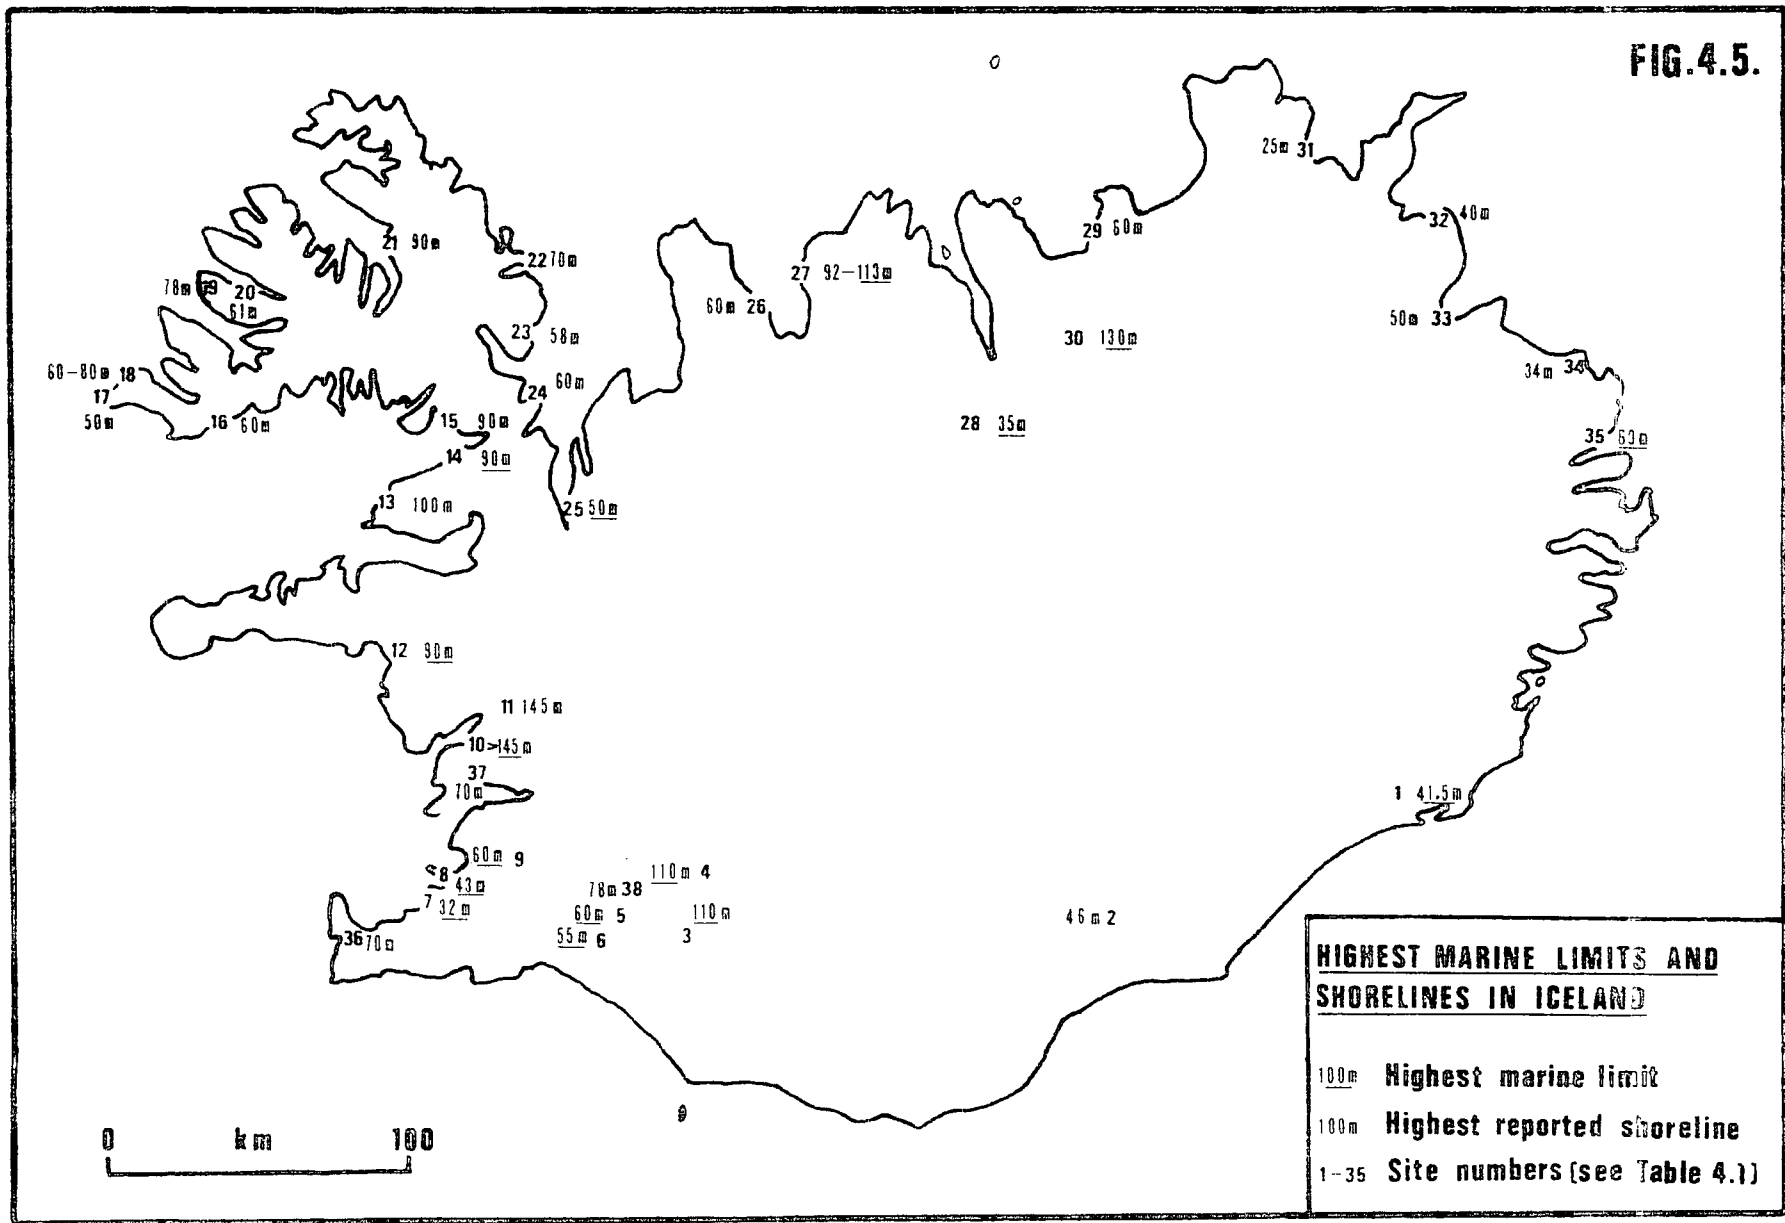 FIG.4.5.
25m 31
32 40m
29 60m
21 90m
22 70m
27 92-113m
78m 19
20
61m
60m 26
50m 33
23 58m
30 130m
34m 34
60-80m 18
17
50m
24 60m
16 60m
15 90m
14 90m
28 35m
35 63m
13 100m
25 50m
12 90m
11 145m
10>145m
37
70m
1 41.5m
60m 9
8 43m
110m 4
78m 38
7 32m
60m 5
110m
3
55m 6
46m 2
36 70m
HIGHEST MARINE LIMITS AND
SHORELINES IN ICELAND
100m Highest marine limit
100m Highest reported shoreline
1-35 Site numbers (see Table 4.1)
0 km 100